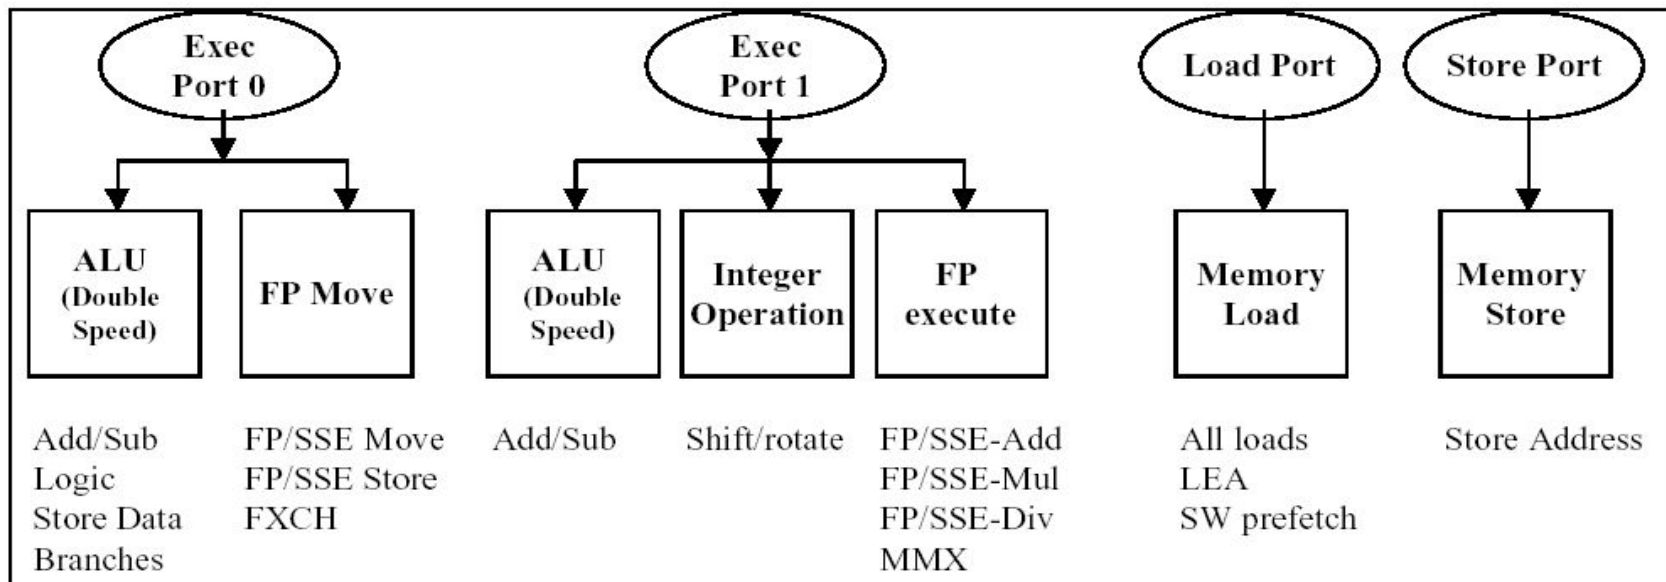 Exec
Port 0
Exec
Port 1
Load Port
Store Port
ALU
(Double
Speed)
FP Move
ALU
(Double
Speed)
Integer
Operation
FP
execute
Memory
Load
Memory
Store
Add/Sub
Logic
Store Data
Branches
FP/SSE Move
FP/SSE Store
FXCH
Add/Sub
Shift/rotate
FP/SSE-Add
FP/SSE-Mul
FP/SSE-Div
MMX
All loads
LEA
SW prefetch
Store Address